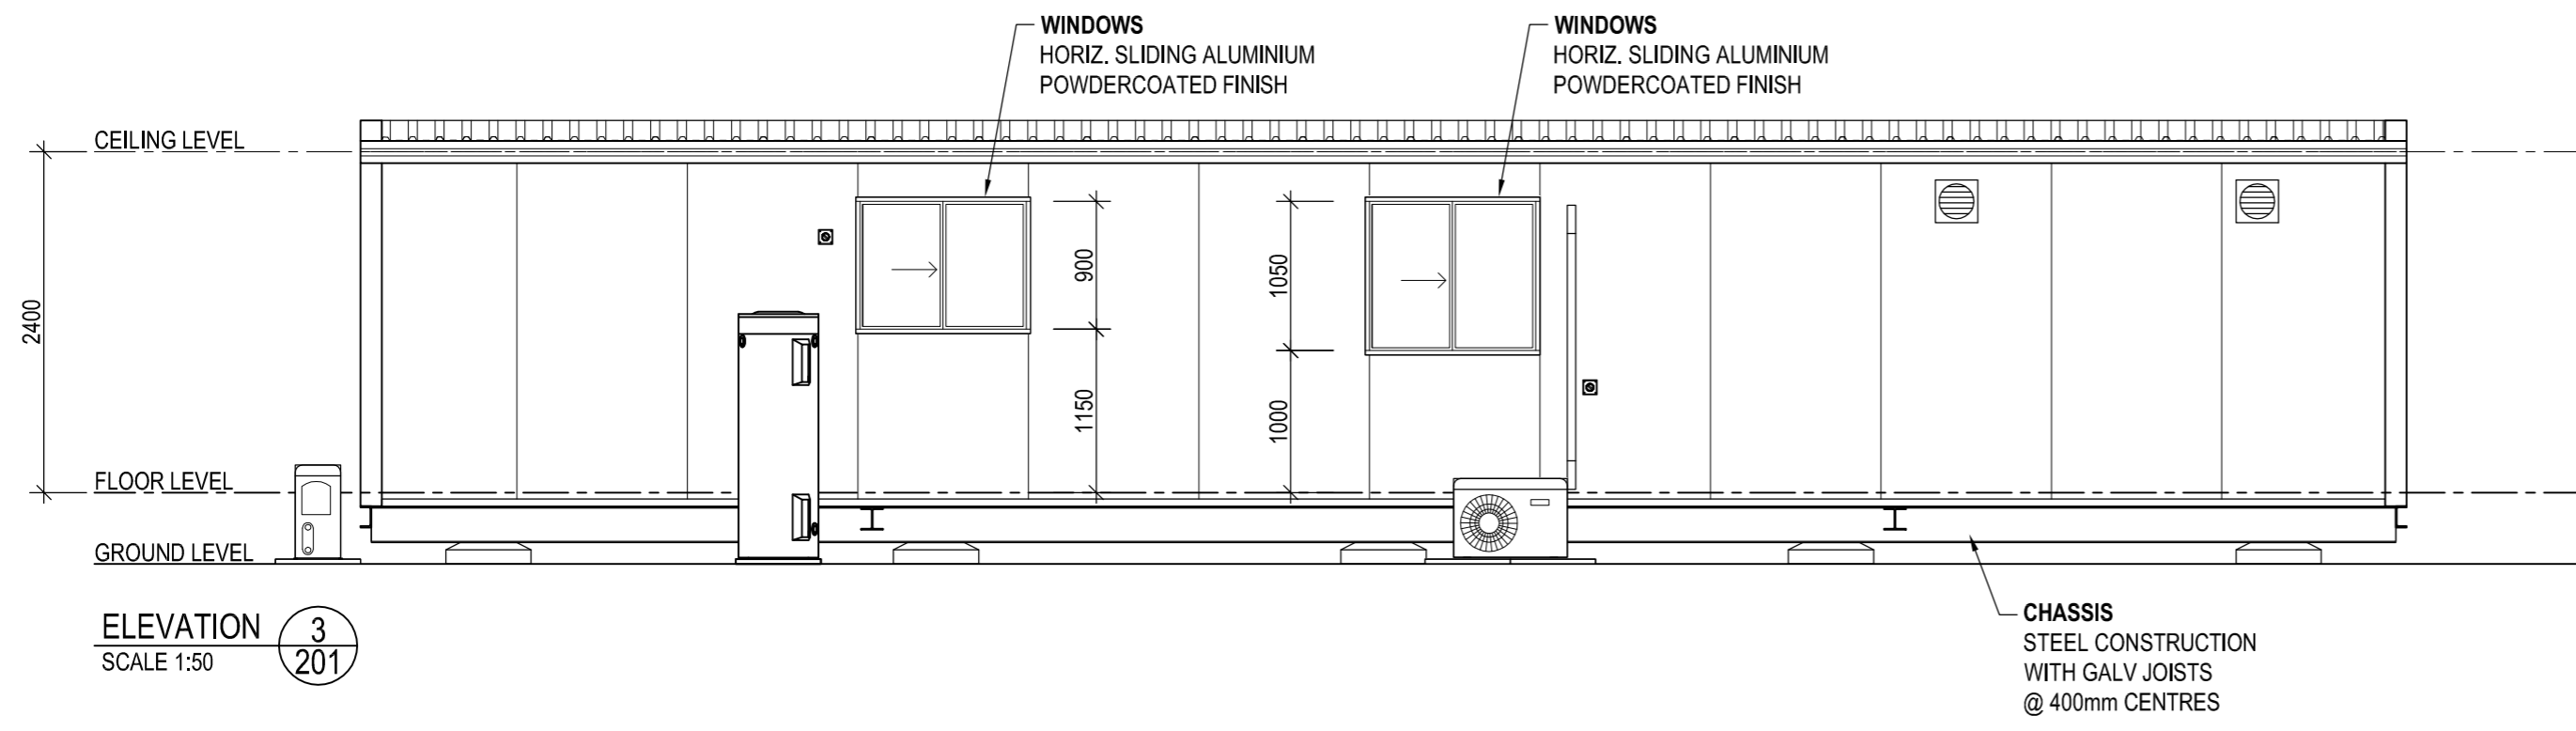 WINDOWS
HORIZ. SLIDING ALUMINIUM
POWDERCOATED FINISH
WINDOWS
HORIZ. SLIDING ALUMINIUM
POWDERCOATED FINISH
CEILING LEVEL
2400
900
1150
1050
1000
FLOOR LEVEL
GROUND LEVEL
ELEVATION
SCALE 1:50
3
201
CHASSIS
STEEL CONSTRUCTION
WITH GALV JOISTS
@ 400mm CENTRES